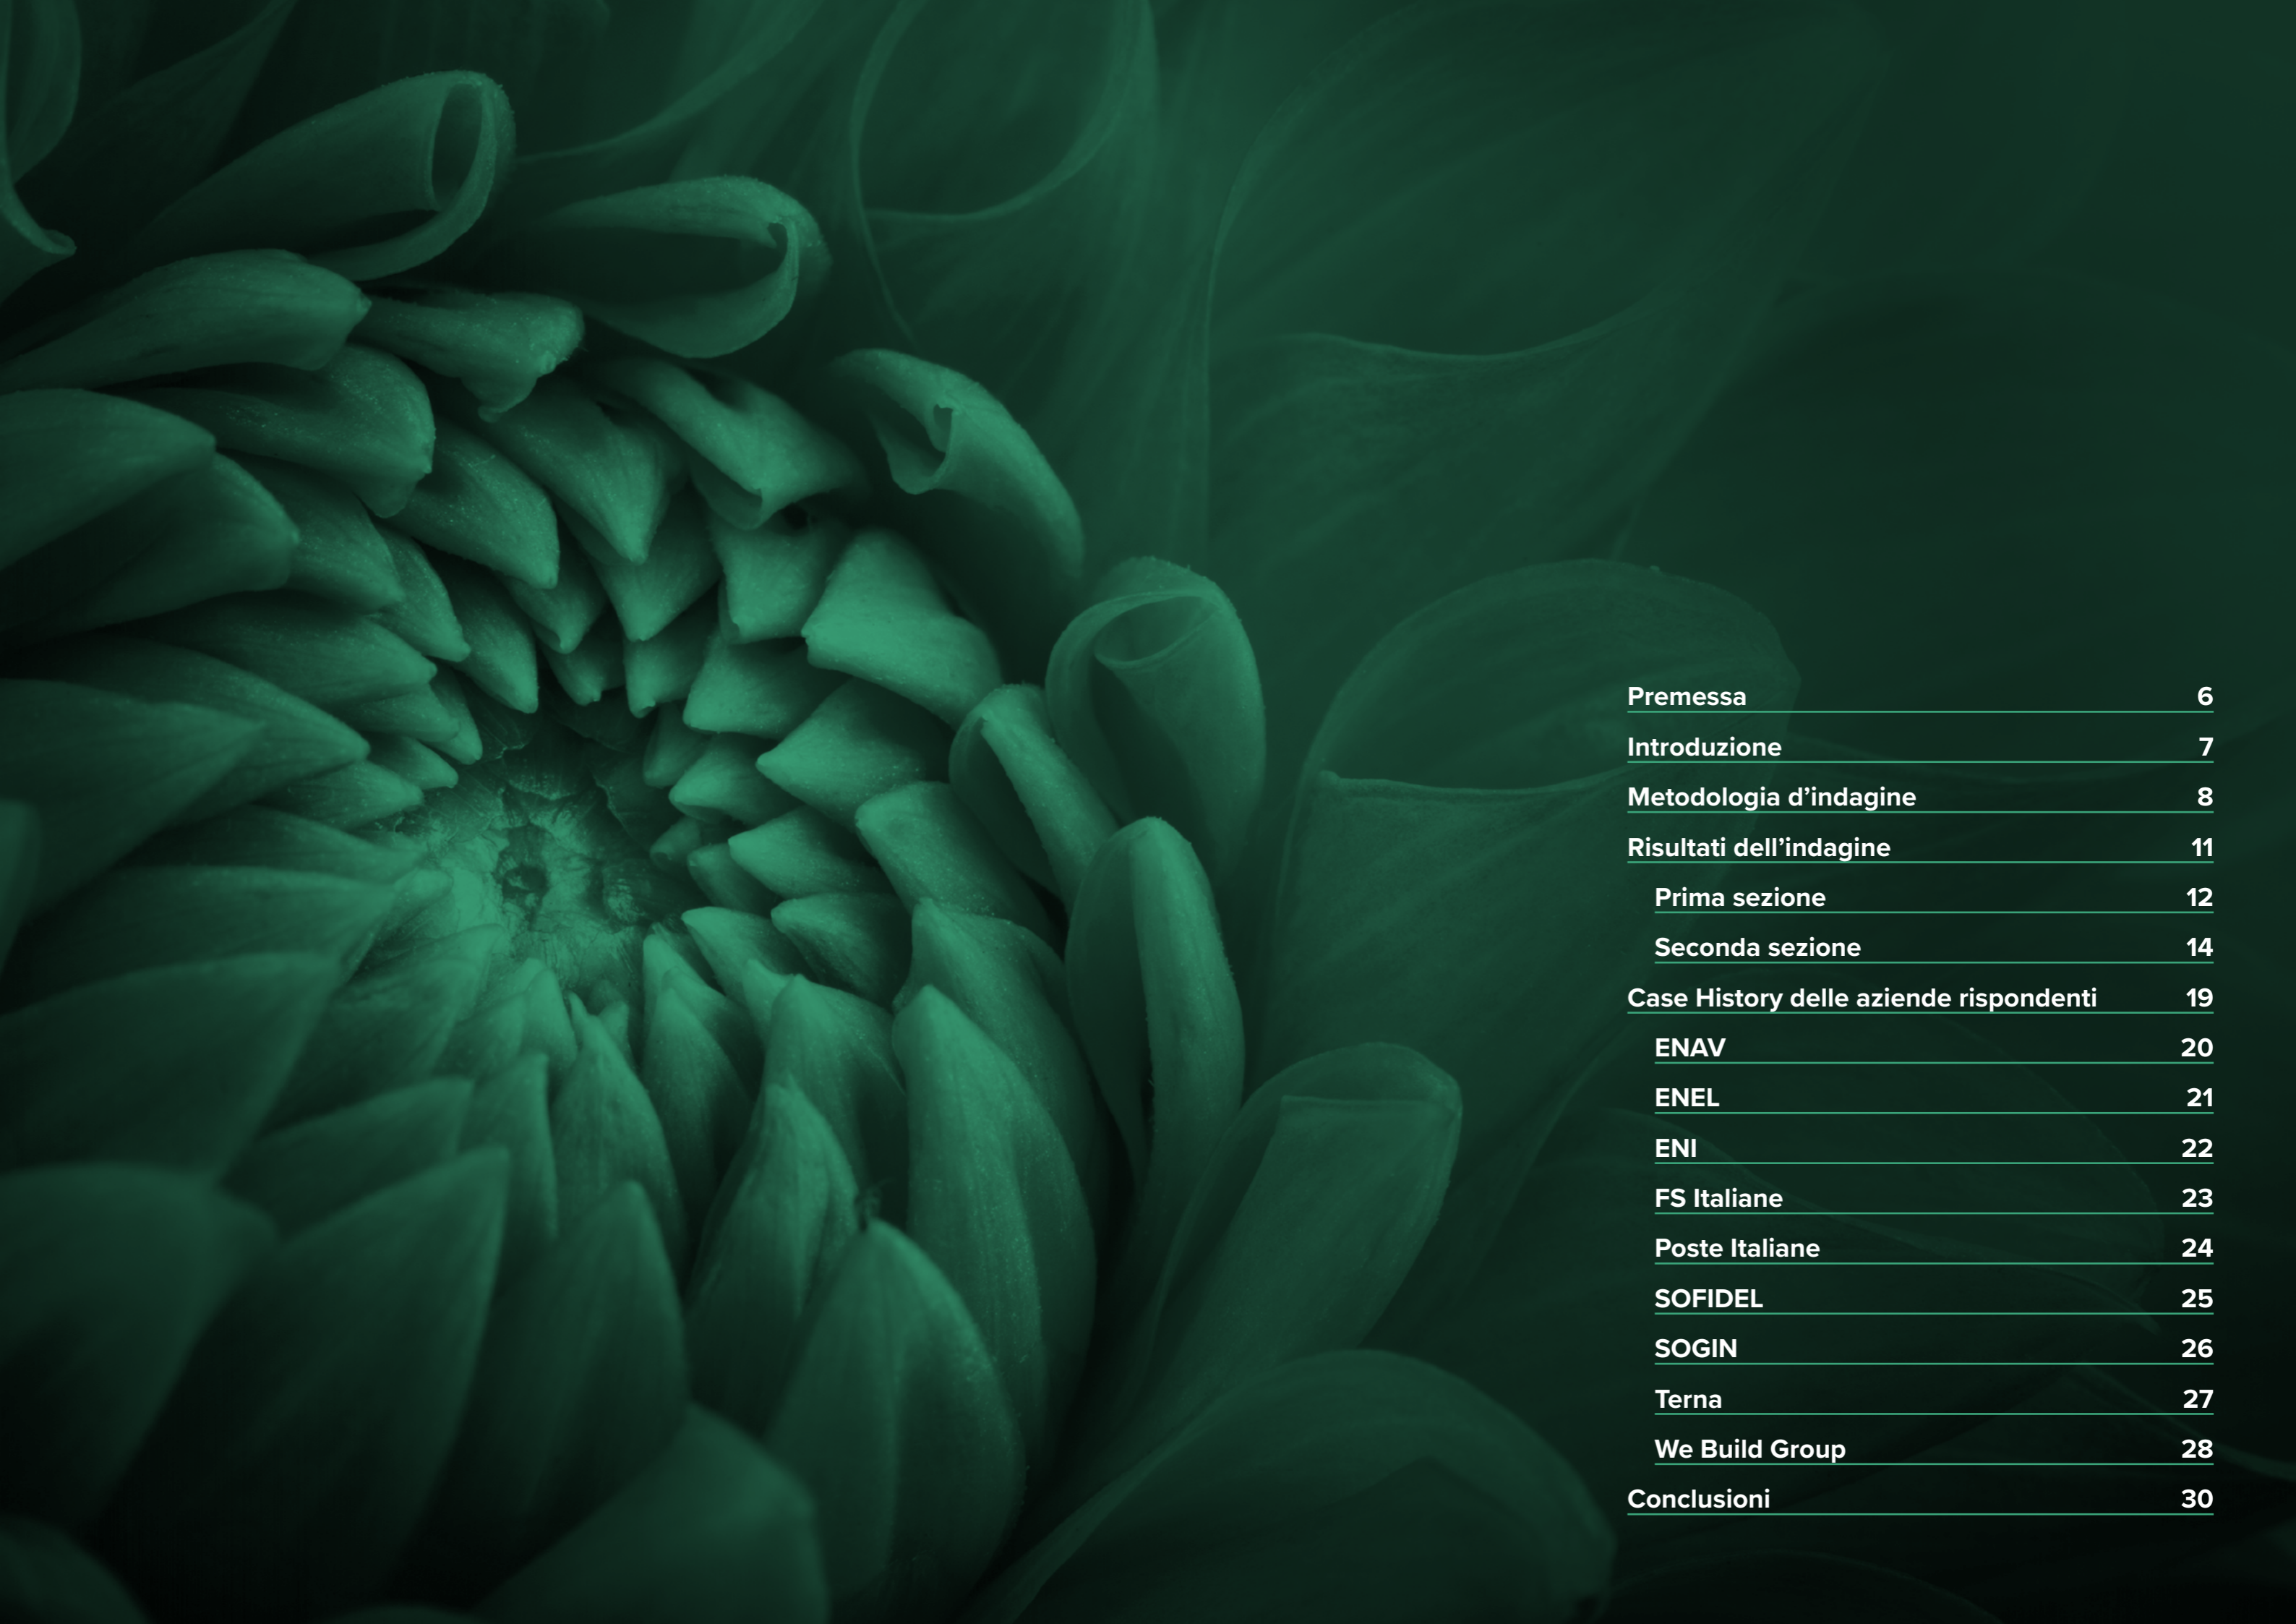 Premessa 6
Introduzione 7
Metodologia d’indagine 8
Risultati dell’indagine 11
Prima sezione 12
Seconda sezione 14
Case History delle aziende rispondenti 19
ENAV 20
ENEL 21
ENI 22
FS Italiane 23
Poste Italiane 24
SOFIDEL 25
SOGIN 26
Terna 27
We Build Group 28
Conclusioni 30